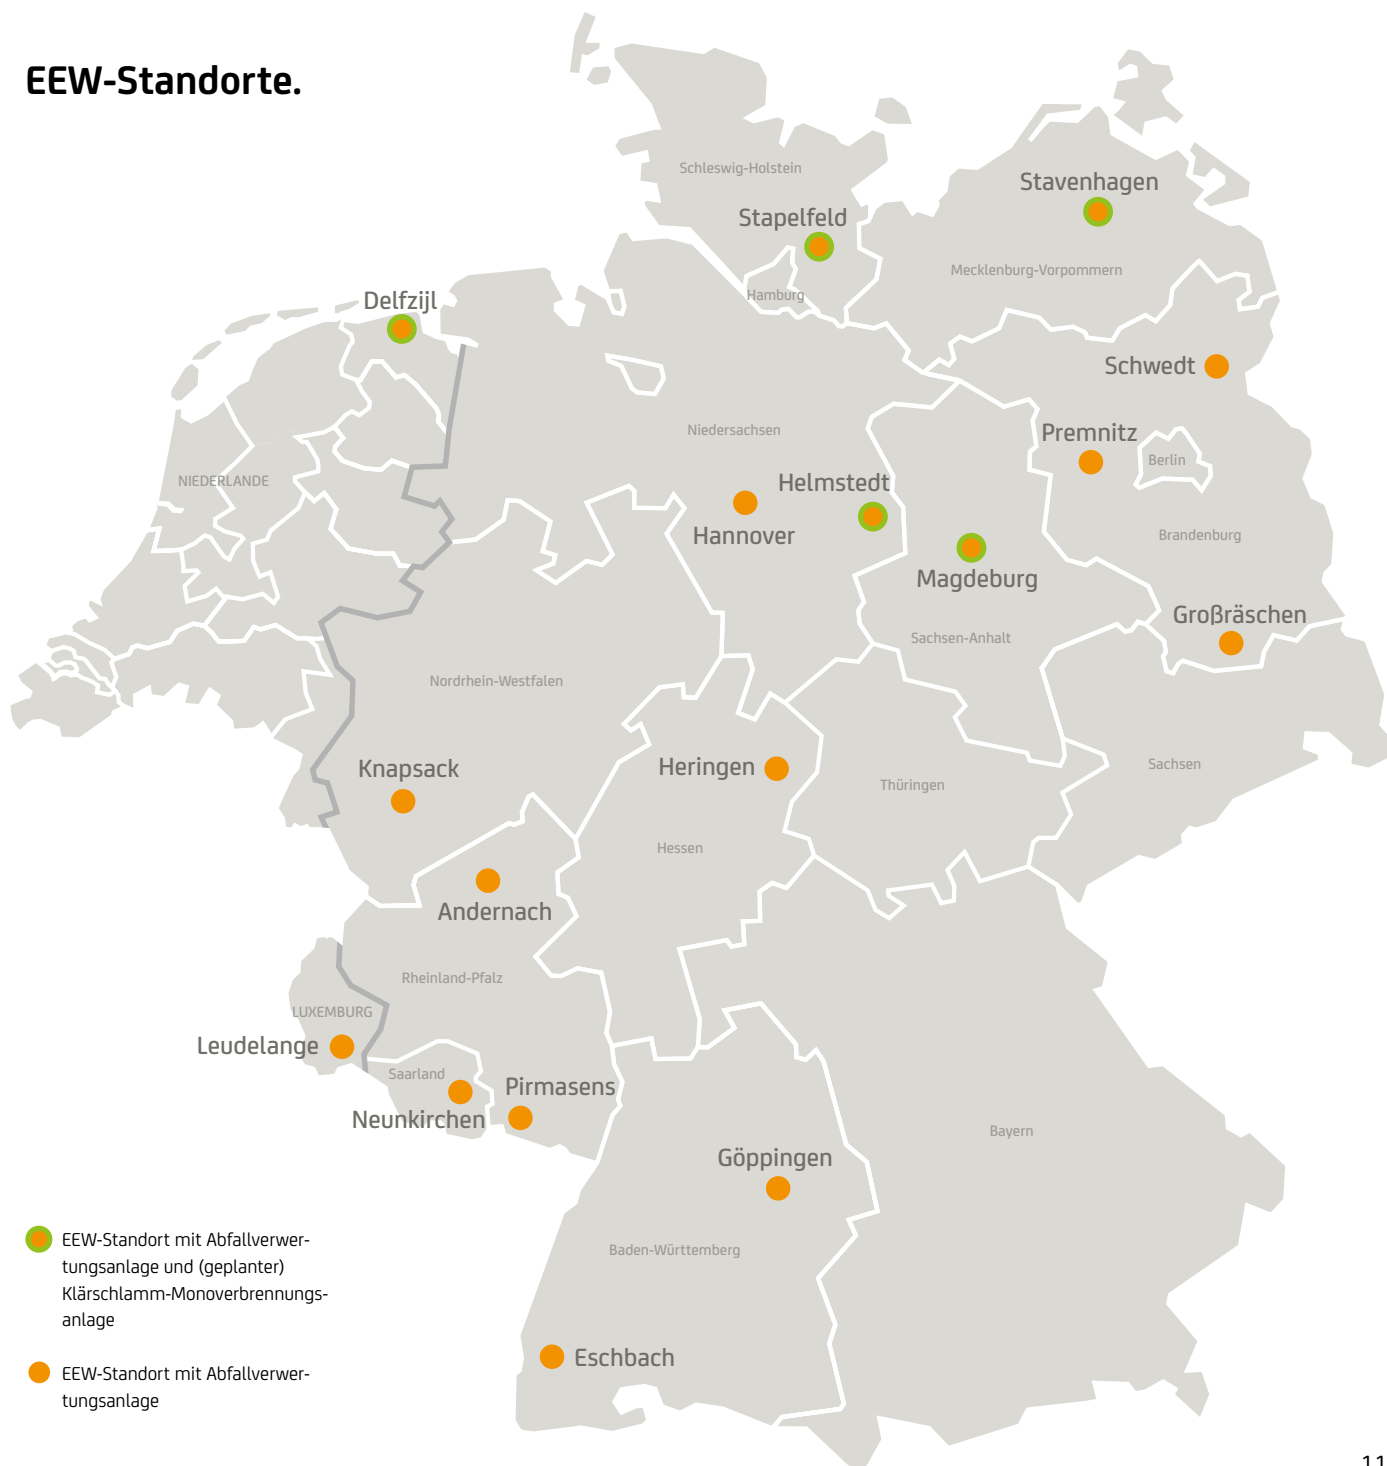 EEW-Standorte.
Schleswig-Holstein
Stavenhagen
Stapelfeld
Mecklenburg-Vorpommern
Hamburg
Delfzijl
Schwedt
Niedersachsen
Premnitz
Berlin
NIEDERLANDE
Helmstedt
Hannover
Brandenburg
Magdeburg
Großräschen
Sachsen-Anhalt
Nordrhein-Westfalen
Knapsack
Heringen
Sachsen
Thüringen
Hessen
Andernach
Rheinland-Pfalz
LUXEMBURG
Leudelange
Saarland
Pirmasens
Neunkirchen
Bayern
Göppingen
Baden-Württemberg
Eschbach
EEW-Standort mit Abfallverwer-
tungsanlage und (geplanter)
Klärschlamm-Monoverbrennungs-
anlage
EEW-Standort mit Abfallverwer-
tungsanlage
11